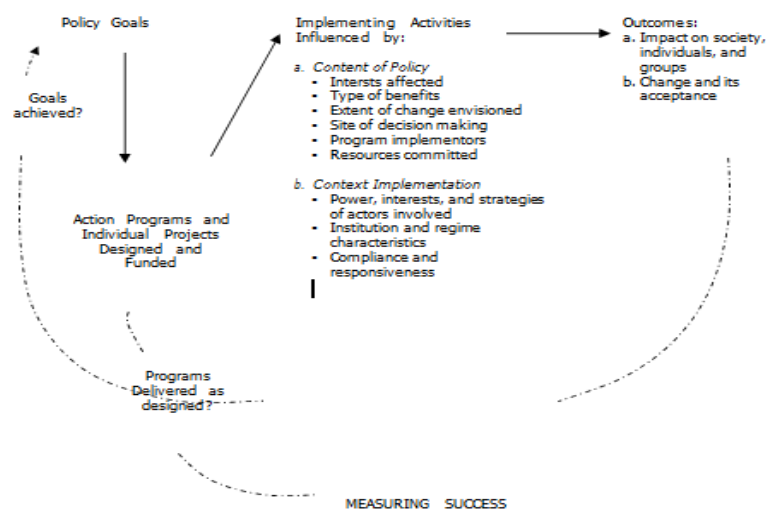 Policy Goals
Goals
achieved?
Action Programs and
Individual Projects
Designed and
Funded
Programs
Delivered as
designed?
Implementing Activities
Influenced by:
a. Content of Policy
- Intersts affected
- Type of benefits
- Extent of change envisioned
- Site of decision making
- Program implementors
- Resources committed
b. Context Implementation
- Power, interests, and strategies
of actors involved
- Institution and regime
characteristics
- Compliance and
responsiveness
Outcomes:
a. Impact on society,
individuals, and
groups
b. Change and its
acceptance
MEASURING SUCCESS